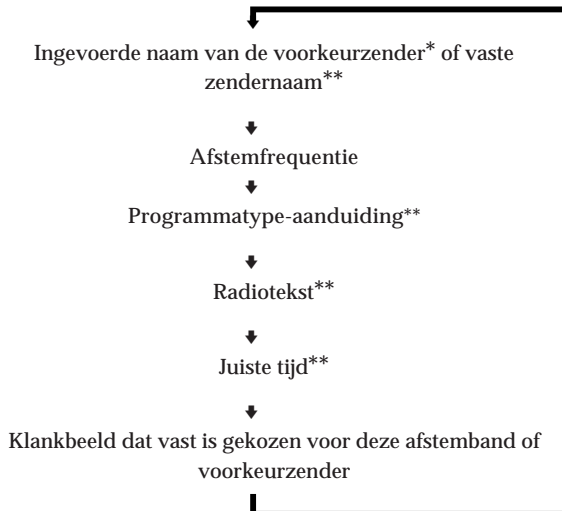 Ingevoerde naam van de voorkeurzender* of vaste
zendernaam**
Afstemfrequentie
Programmatype-aanduiding**
Radiotekst**
Juiste tijd**
Klankbeeld dat vast is gekozen voor deze afstemband of
voorkeurzender